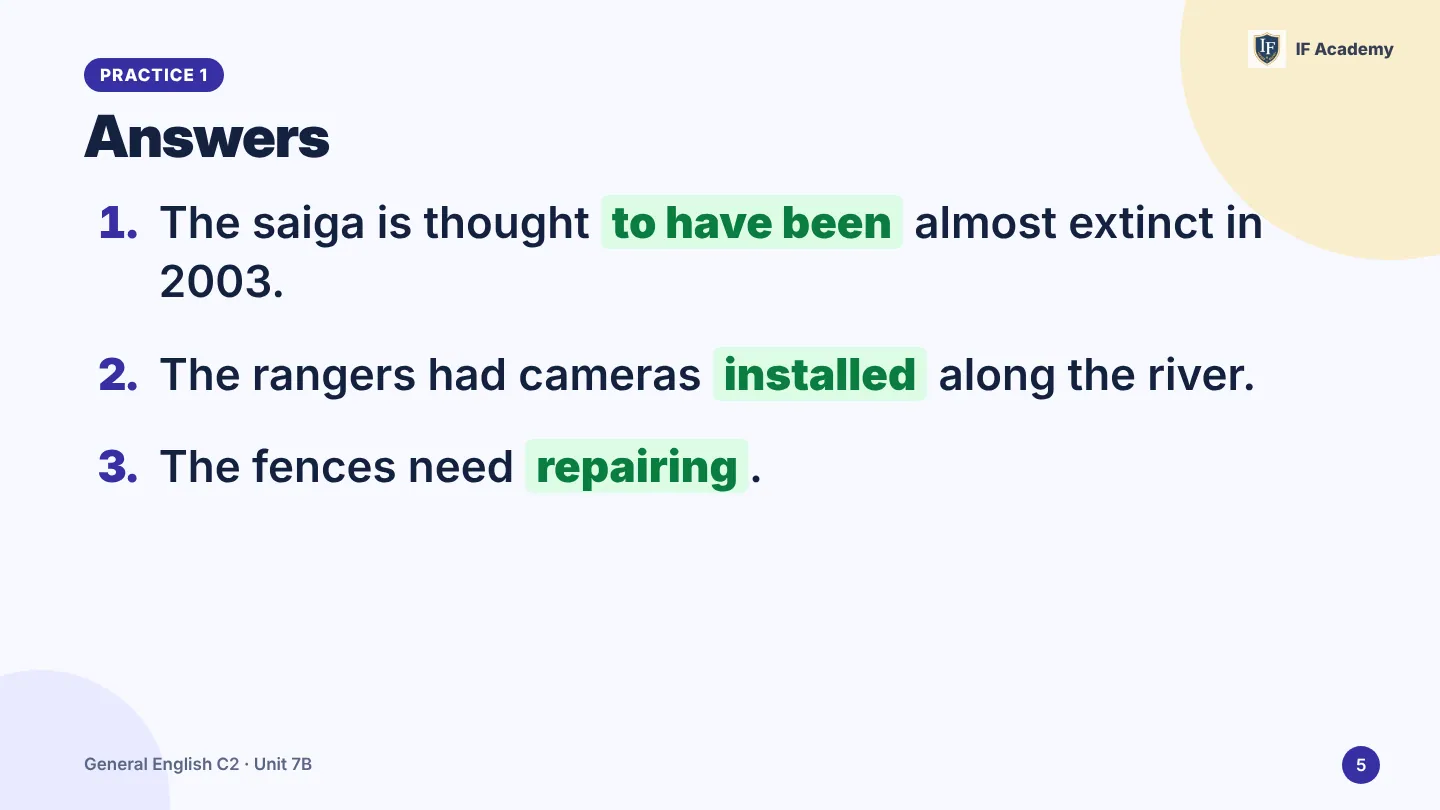 IF IF Academy
PRACTICE 1
Answers
1. The saiga is thought to have been almost extinct in
2003.
2. The rangers had cameras installed along the river.
3. The fences need repairing.
General English C2 · Unit 7B
5